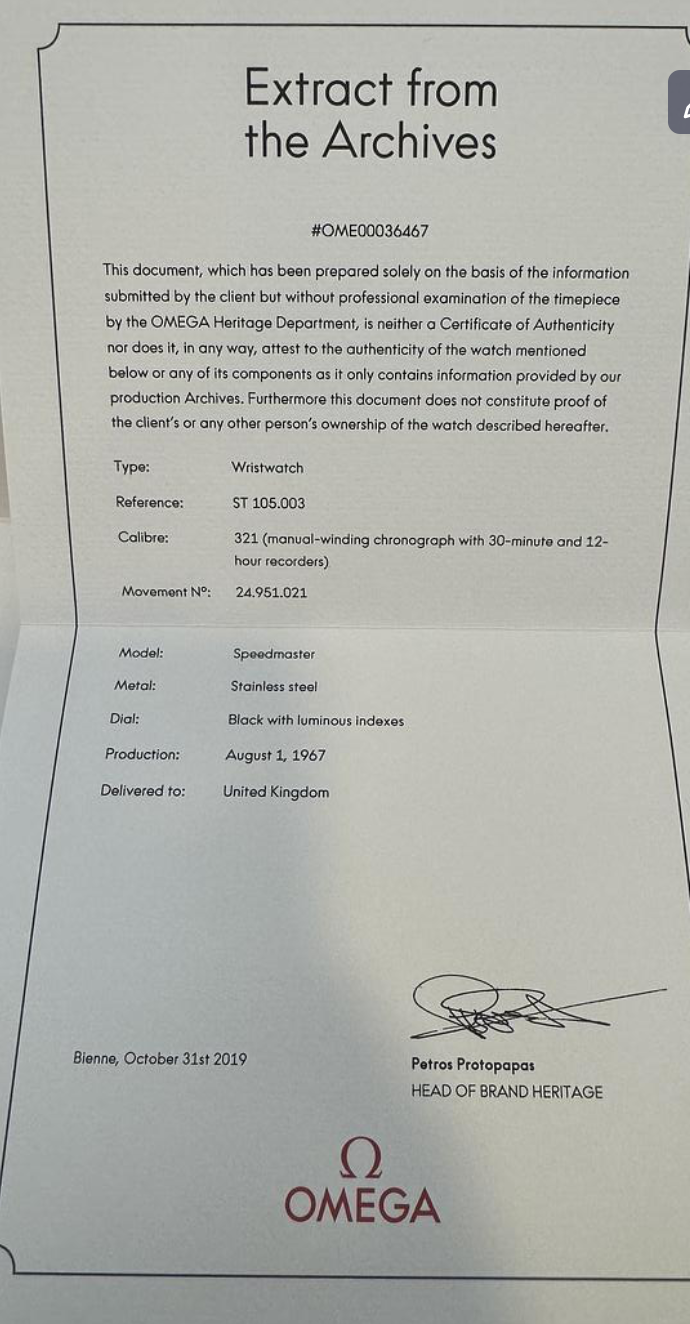 Extract from
the Archives
#OME00036467
This document, which has been prepared solely on the basis of the information
submitted by the client but without professional examination of the timepiece
by the OMEGA Heritage Department, is neither a Certificate of Authenticity
nor does it, in any way, attest to the authenticity of the watch mentioned
below or any of its components as it only contains information provided by our
production Archives. Furthermore this document does not constitute proof of
the client's or any other person's ownership of the watch described hereafter.
Type: Wristwatch
Reference: ST 105.003
Calibre: 321 (manual-winding chronograph with 30-minute and 12-
hour recorders)
Movement Nº: 24.951.021
Model: Speedmaster
Metal: Stainless steel
Dial: Black with luminous indexes
Production: August 1, 1967
Delivered to: United Kingdom
Bienne, October 31st 2019
Petros Protopapas
HEAD OF BRAND HERITAGE
Ω
OMEGA